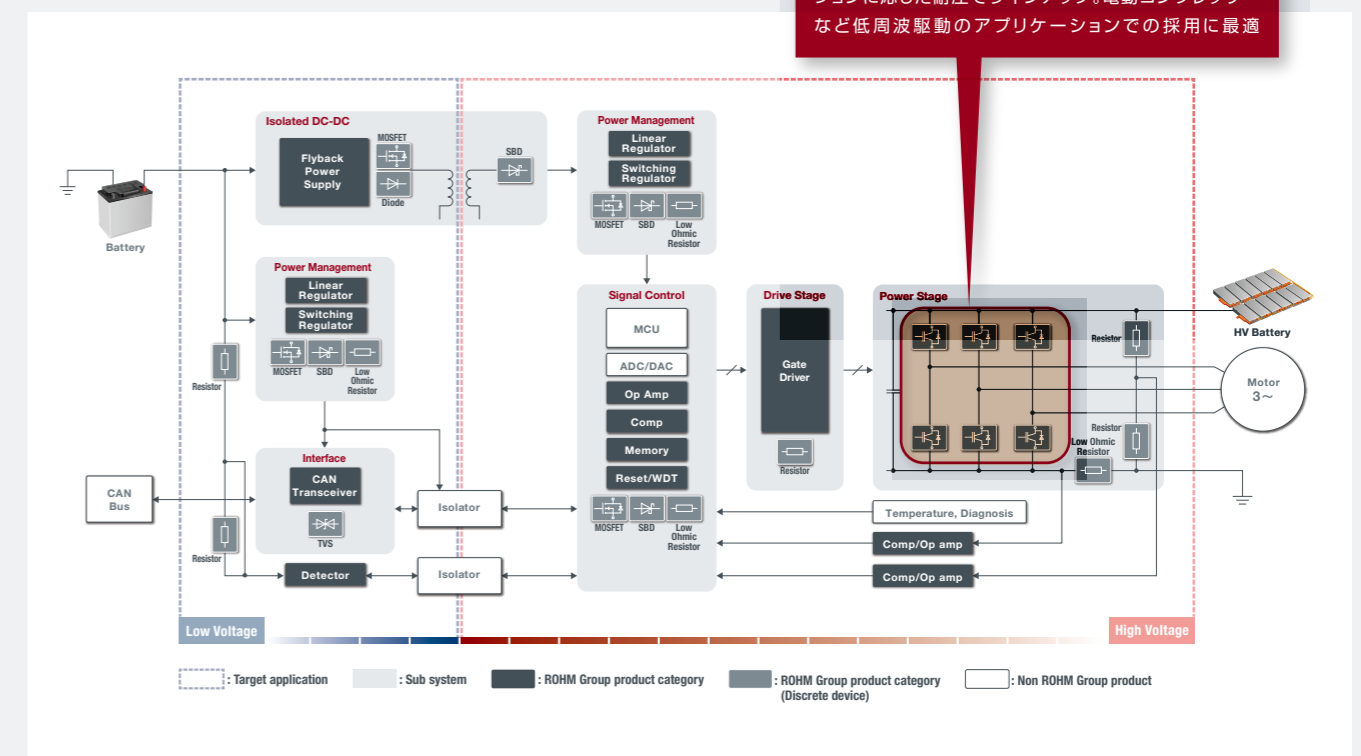 など低周波駆動のアプリケーションでの採用に最適
Isolated DC-DC
MOSFET
Flyback
Power
Supply
Diode
SBD
Power Management
Linear
Regulator
Switching
Regulator
MOSFET
SBD
Low
Ohmic
Resistor
Battery
Power Management
Linear
Regulator
Switching
Regulator
MOSFET
SBD
Low
Ohmic
Resistor
Resistor
Signal Control
MCU
ADC/DAC
Op Amp
Comp
Memory
Reset/WDT
MOSFET
SBD
Low
Ohmic
Resistor
Drive Stage
Gate
Driver
Resistor
Power Stage
Resistor
Resistor
Low Ohmic
Resistor
HV Battery
Motor
3～
Interface
CAN
Transceiver
TVS
CAN
Bus
Isolator
Resistor
Detector
Isolator
Temperature, Diagnosis
Comp/Op amp
Comp/Op amp
Low Voltage
High Voltage
: Target application
: Sub system
: ROHM Group product category
: ROHM Group product category
(Discrete device)
: Non ROHM Group product